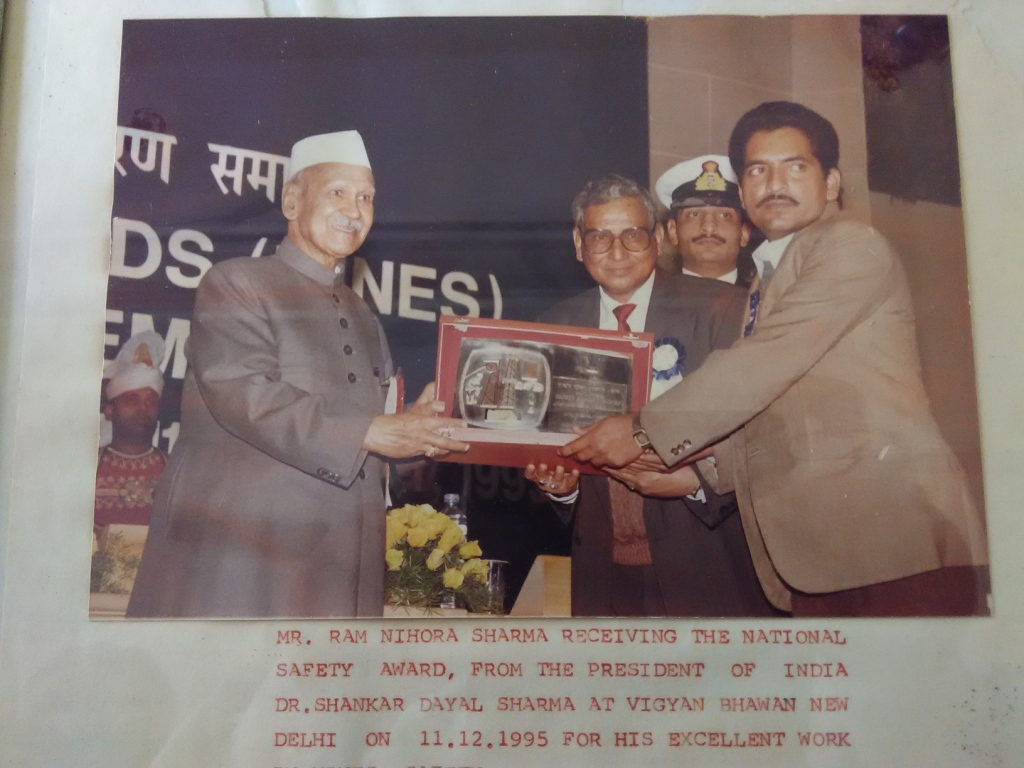 रण समा
DS (MINES)
EM
MR. RAM NIHORA SHARMA RECEIVING THE NATIONAL
SAFETY AWARD, FROM THE PRESIDENT OF INDIA
DR.SHANKAR DAYAL SHARMA AT VIGYAN BHAWAN NEW
DELHI ON 11.12.1995 FOR HIS EXCELLENT WORK